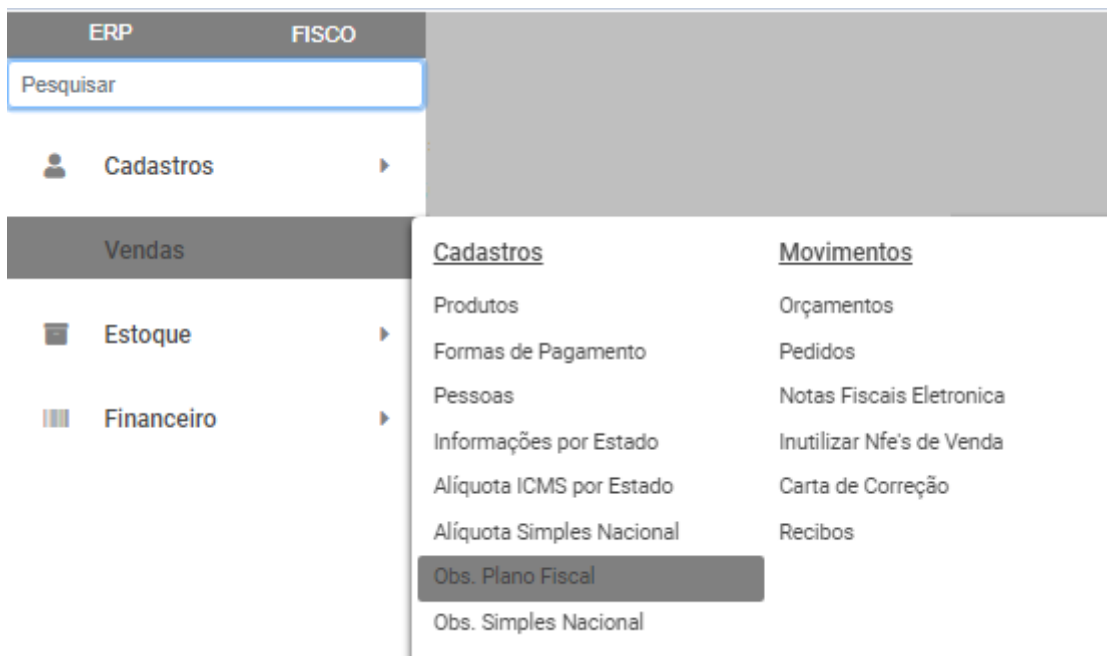 ERP FISCO
Pesquisar
Cadastros
Vendas
Estoque
Financeiro
Cadastros
Produtos
Formas de Pagamento
Pessoas
Informações por Estado
Alíquota ICMS por Estado
Alíquota Simples Nacional
Obs. Plano Fiscal
Obs. Simples Nacional
Movimentos
Orçamentos
Pedidos
Notas Fiscais Eletronica
Inutilizar Nfe's de Venda
Carta de Correção
Recibos